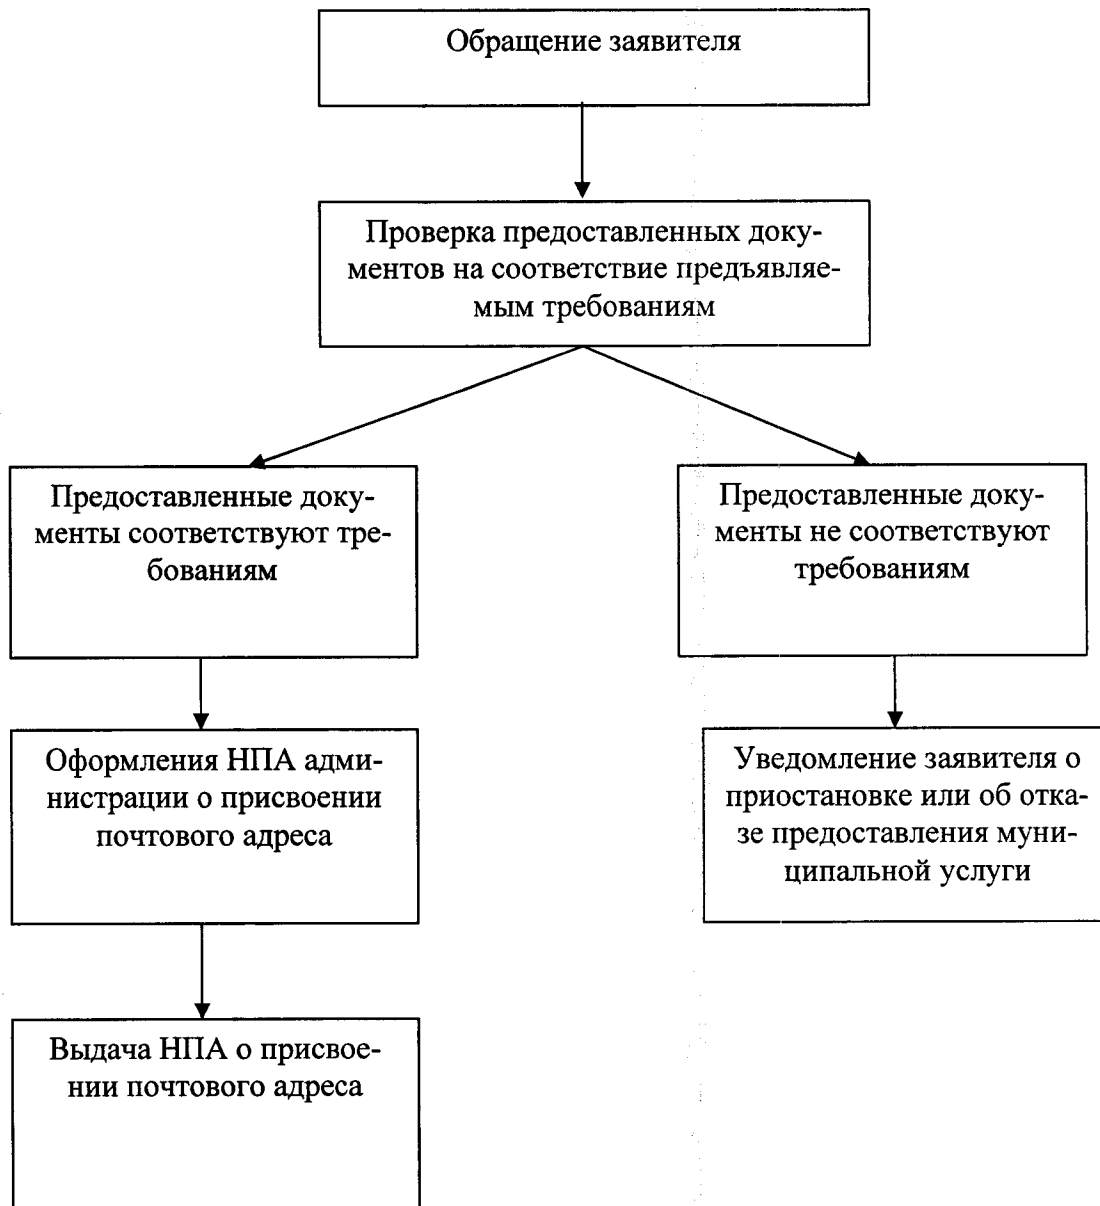 Обращение заявителя
Проверка предоставленных доку-
ментов на соответствие предъявляе-
мым требованиям
Предоставленные доку-
менты соответствуют тре-
бованиям
Предоставленные доку-
менты не соответствуют
требованиям
Оформления НПА адми-
нистрации о присвоении
почтового адреса
Уведомление заявителя о
приостановке или об отка-
зе предоставления муни-
ципальной услуги
Выдача НПА о присвое-
нии почтового адреса